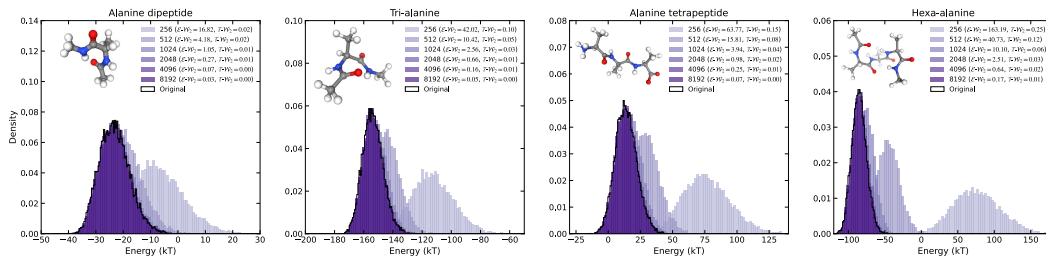 Alanine dipeptide
256 (ℰ-𝒲₂=16.82, 𝕋-𝒲₂=0.02)
512 (ℰ-𝒲₂=4.18, 𝕋-𝒲₂=0.02)
1024 (ℰ-𝒲₂=1.05, 𝕋-𝒲₂=0.01)
2048 (ℰ-𝒲₂=0.27, 𝕋-𝒲₂=0.01)
4096 (ℰ-𝒲₂=0.07, 𝕋-𝒲₂=0.00)
8192 (ℰ-𝒲₂=0.03, 𝕋-𝒲₂=0.00)
Original
Density
0.14
0.12
0.10
0.08
0.06
0.04
0.02
0.00
−50 −40 −30 −20 −10 0 10 20 30
Energy (kT)
Tri-alanine
256 (ℰ-𝒲₂=42.02, 𝕋-𝒲₂=0.10)
512 (ℰ-𝒲₂=10.42, 𝕋-𝒲₂=0.05)
1024 (ℰ-𝒲₂=2.56, 𝕋-𝒲₂=0.03)
2048 (ℰ-𝒲₂=0.66, 𝕋-𝒲₂=0.01)
4096 (ℰ-𝒲₂=0.16, 𝕋-𝒲₂=0.01)
8192 (ℰ-𝒲₂=0.05, 𝕋-𝒲₂=0.00)
Original
0.10
0.08
0.06
0.04
0.02
0.00
−200 −180 −160 −140 −120 −100 −80 −60
Energy (kT)
Alanine tetrapeptide
256 (ℰ-𝒲₂=63.77, 𝕋-𝒲₂=0.15)
512 (ℰ-𝒲₂=15.81, 𝕋-𝒲₂=0.08)
1024 (ℰ-𝒲₂=3.94, 𝕋-𝒲₂=0.04)
2048 (ℰ-𝒲₂=0.98, 𝕋-𝒲₂=0.02)
4096 (ℰ-𝒲₂=0.25, 𝕋-𝒲₂=0.01)
8192 (ℰ-𝒲₂=0.07, 𝕋-𝒲₂=0.00)
Original
0.08
0.07
0.06
0.05
0.04
0.03
0.02
0.01
0.00
−25 0 25 50 75 100 125
Energy (kT)
Hexa-alanine
256 (ℰ-𝒲₂=163.19, 𝕋-𝒲₂=0.25)
512 (ℰ-𝒲₂=40.73, 𝕋-𝒲₂=0.12)
1024 (ℰ-𝒲₂=10.10, 𝕋-𝒲₂=0.06)
2048 (ℰ-𝒲₂=2.51, 𝕋-𝒲₂=0.03)
4096 (ℰ-𝒲₂=0.64, 𝕋-𝒲₂=0.02)
8192 (ℰ-𝒲₂=0.17, 𝕋-𝒲₂=0.01)
Original
0.06
0.05
0.04
0.03
0.02
0.01
0.00
−100 −50 0 50 100 150
Energy (kT)